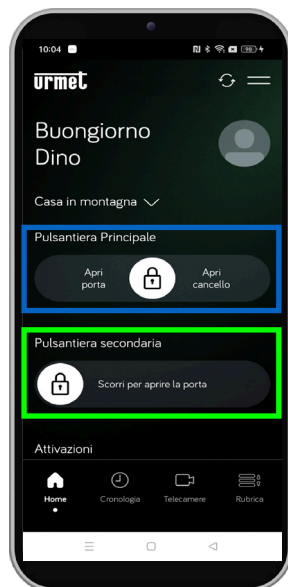 10:04
98
urmet
Buongiorno
Dino
Casa in montagna
Pulsantiera Principale
Apri
porta
Apri
cancello
Pulsantiera secondaria
Scorri per aprire la porta
Attivazioni
Home
Cronologia
Telecamere
Rubrica